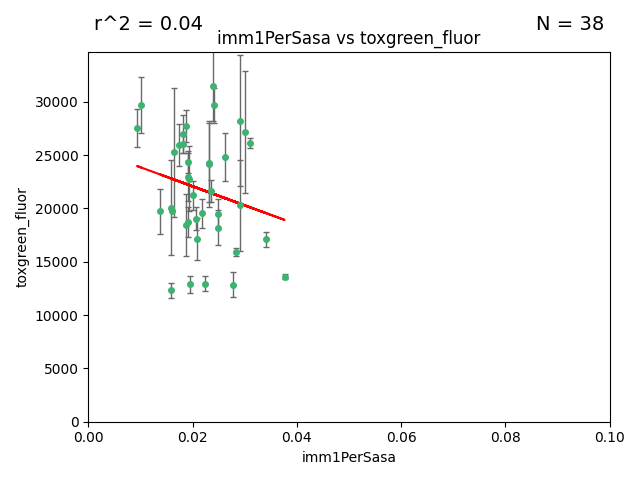 r^2 = 0.04
N = 38
imm1PerSasa vs toxgreen_fluor
toxgreen_fluor
30000
25000
20000
15000
10000
5000
0
0.00
0.02
0.04
0.06
0.08
0.10
imm1PerSasa